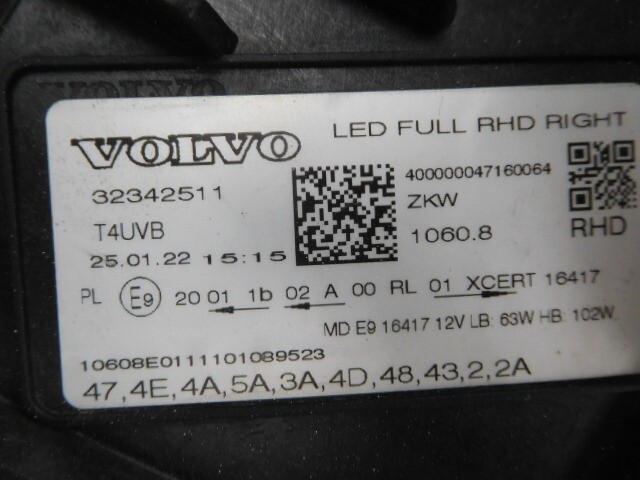 VOLVO
LED FULL RHD RIGHT
32342511
400000047160064
T4UVB
ZKW
25.01.22 15:15
1060.8
RHD
PL E9 20 01 1b 02 A 00 RL 01 XCERT 16417
MD E9 16417 12V LB: 63W HB: 102W
10608E0111101089523
47,4E,4A,5A,3A,4D,48,43,2,2A